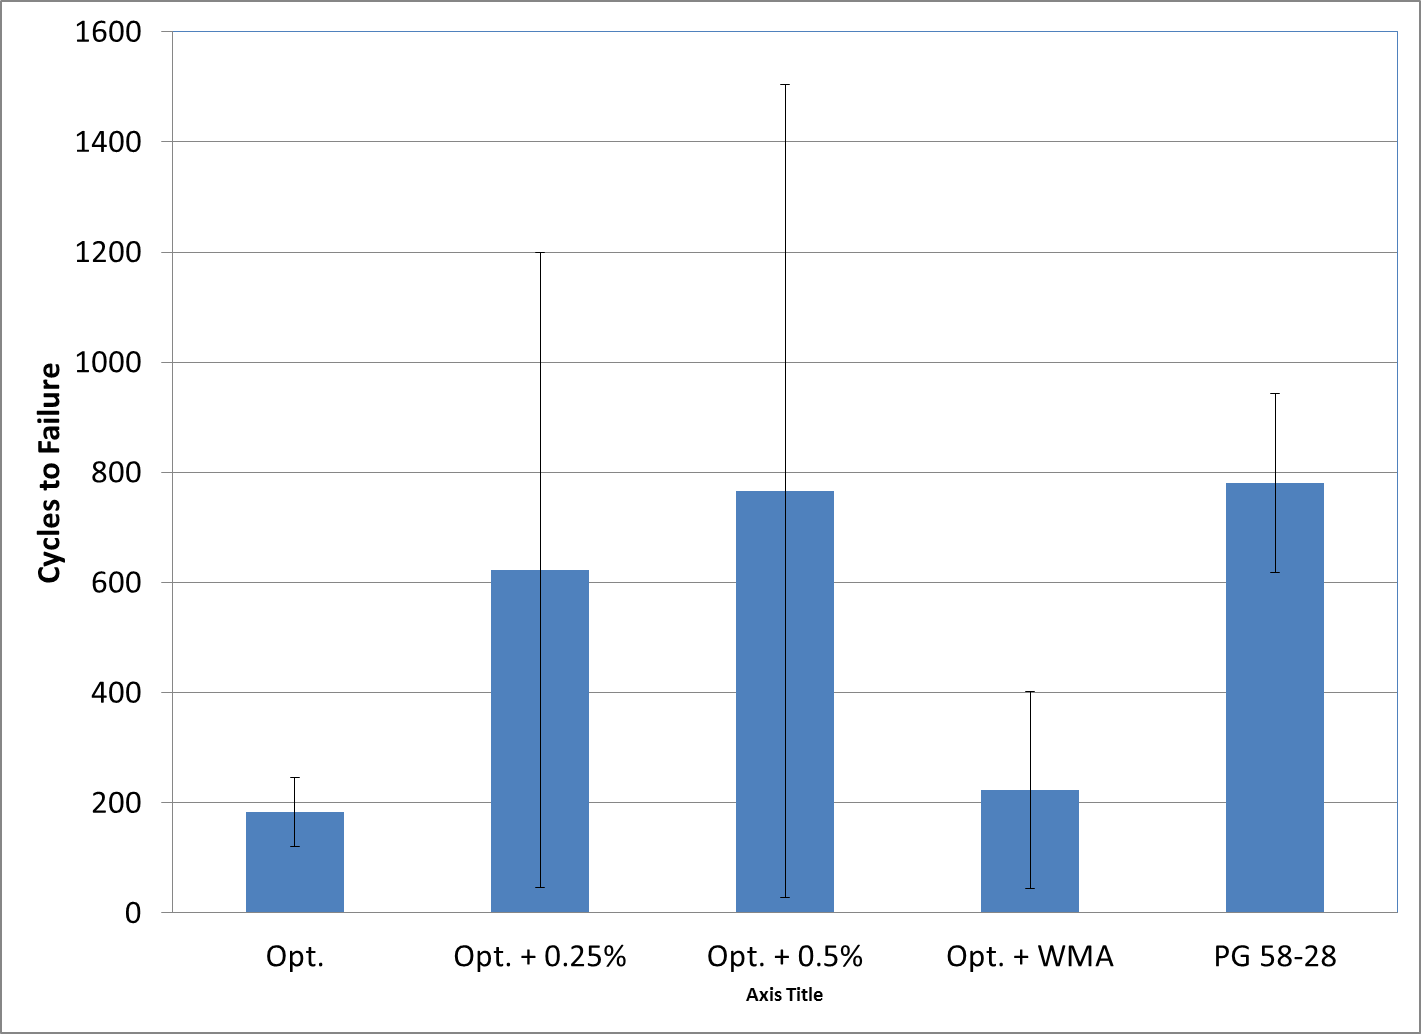 1600
1400
1200
1000
800
600
400
200
0
Cycles to Failure
Opt.
Opt. + 0.25%
Opt. + 0.5%
Opt. + WMA
PG 58-28
Axis Title